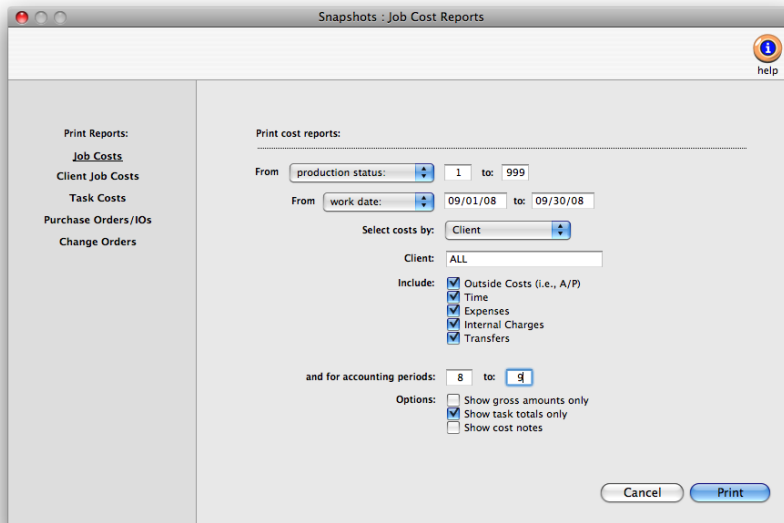 Snapshots : Job Cost Reports
help
Print Reports:
Job Costs
Client Job Costs
Task Costs
Purchase Orders/IOs
Change Orders
Print cost reports:
From production status: 1 to: 999
From work date: 09/01/08 to: 09/30/08
Select costs by: Client
Client: ALL
Include: Outside Costs (i.e., A/P)
Time
Expenses
Internal Charges
Transfers
and for accounting periods: 8 to: 9
Options: Show gross amounts only
Show task totals only
Show cost notes
Cancel Print